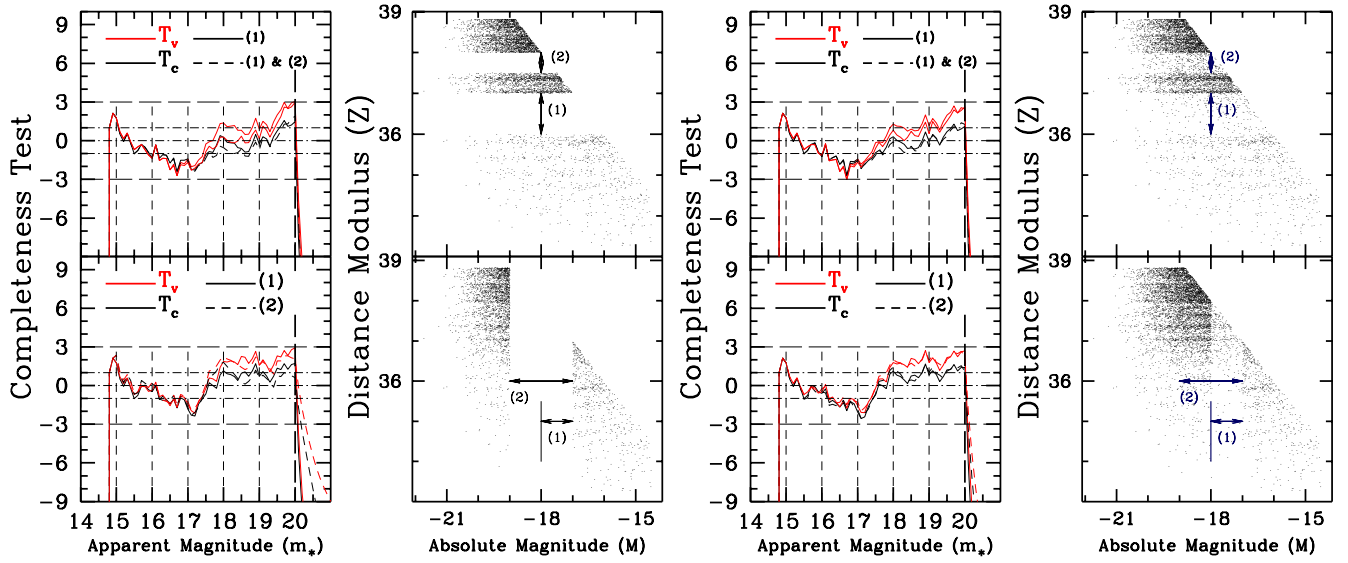 9
6
3
0
−3
−6
T_v (1)
T_c (1) & (2)
Completeness Test
9
6
3
0
−3
−6
−9
T_v (1)
T_c (2)
Completeness Test
14 15 16 17 18 19 20
Apparent Magnitude (m_*)
39
36
(2)
(1)
Distance Modulus (Z)
39
36
(2)
(1)
−21 −18 −15
Absolute Magnitude (M)
9
6
3
0
−3
−6
T_v (1)
T_c (1) & (2)
Completeness Test
9
6
3
0
−3
−6
−9
T_v (1)
T_c (2)
Completeness Test
14 15 16 17 18 19 20
Apparent Magnitude (m_*)
39
36
(2)
(1)
Distance Modulus (Z)
39
36
(2)
(1)
−21 −18 −15
Absolute Magnitude (M)